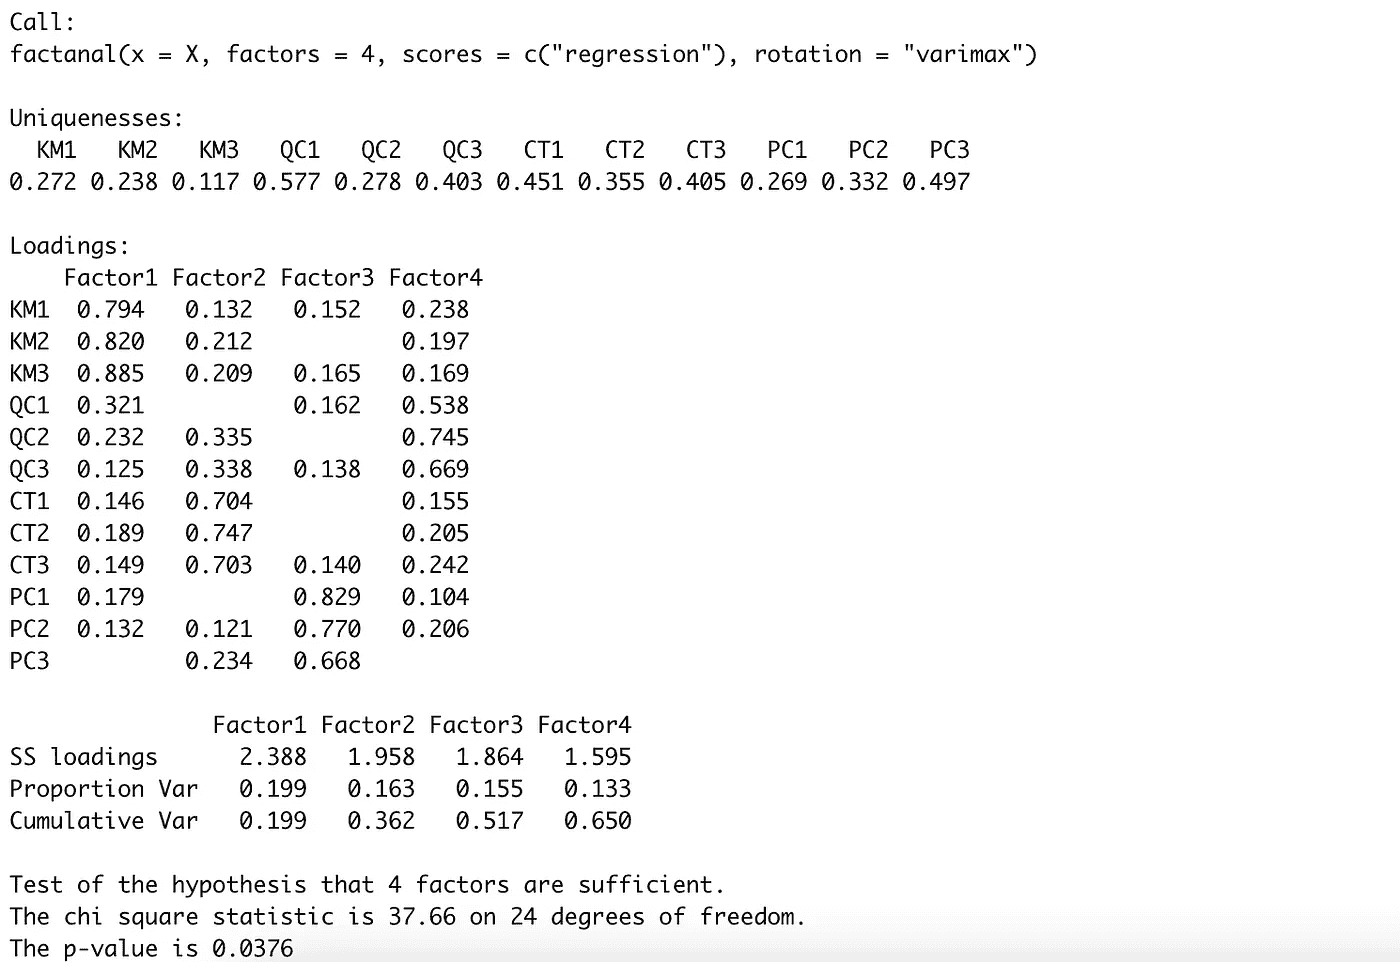 Call:
factanal(x = X, factors = 4, scores = c("regression"), rotation = "varimax")
Uniquenesses:
  KM1   KM2   KM3   QC1   QC2   QC3   CT1   CT2   CT3   PC1   PC2   PC3
0.272 0.238 0.117 0.577 0.278 0.403 0.451 0.355 0.405 0.269 0.332 0.497
Loadings:
    Factor1 Factor2 Factor3 Factor4
KM1  0.794   0.132   0.152   0.238
KM2  0.820   0.212           0.197
KM3  0.885   0.209   0.165   0.169
QC1  0.321           0.162   0.538
QC2  0.232   0.335           0.745
QC3  0.125   0.338   0.138   0.669
CT1  0.146   0.704           0.155
CT2  0.189   0.747           0.205
CT3  0.149   0.703   0.140   0.242
PC1  0.179           0.829   0.104
PC2  0.132   0.121   0.770   0.206
PC3          0.234   0.668
               Factor1 Factor2 Factor3 Factor4
SS loadings      2.388   1.958   1.864   1.595
Proportion Var   0.199   0.163   0.155   0.133
Cumulative Var   0.199   0.362   0.517   0.650
Test of the hypothesis that 4 factors are sufficient.
The chi square statistic is 37.66 on 24 degrees of freedom.
The p-value is 0.0376